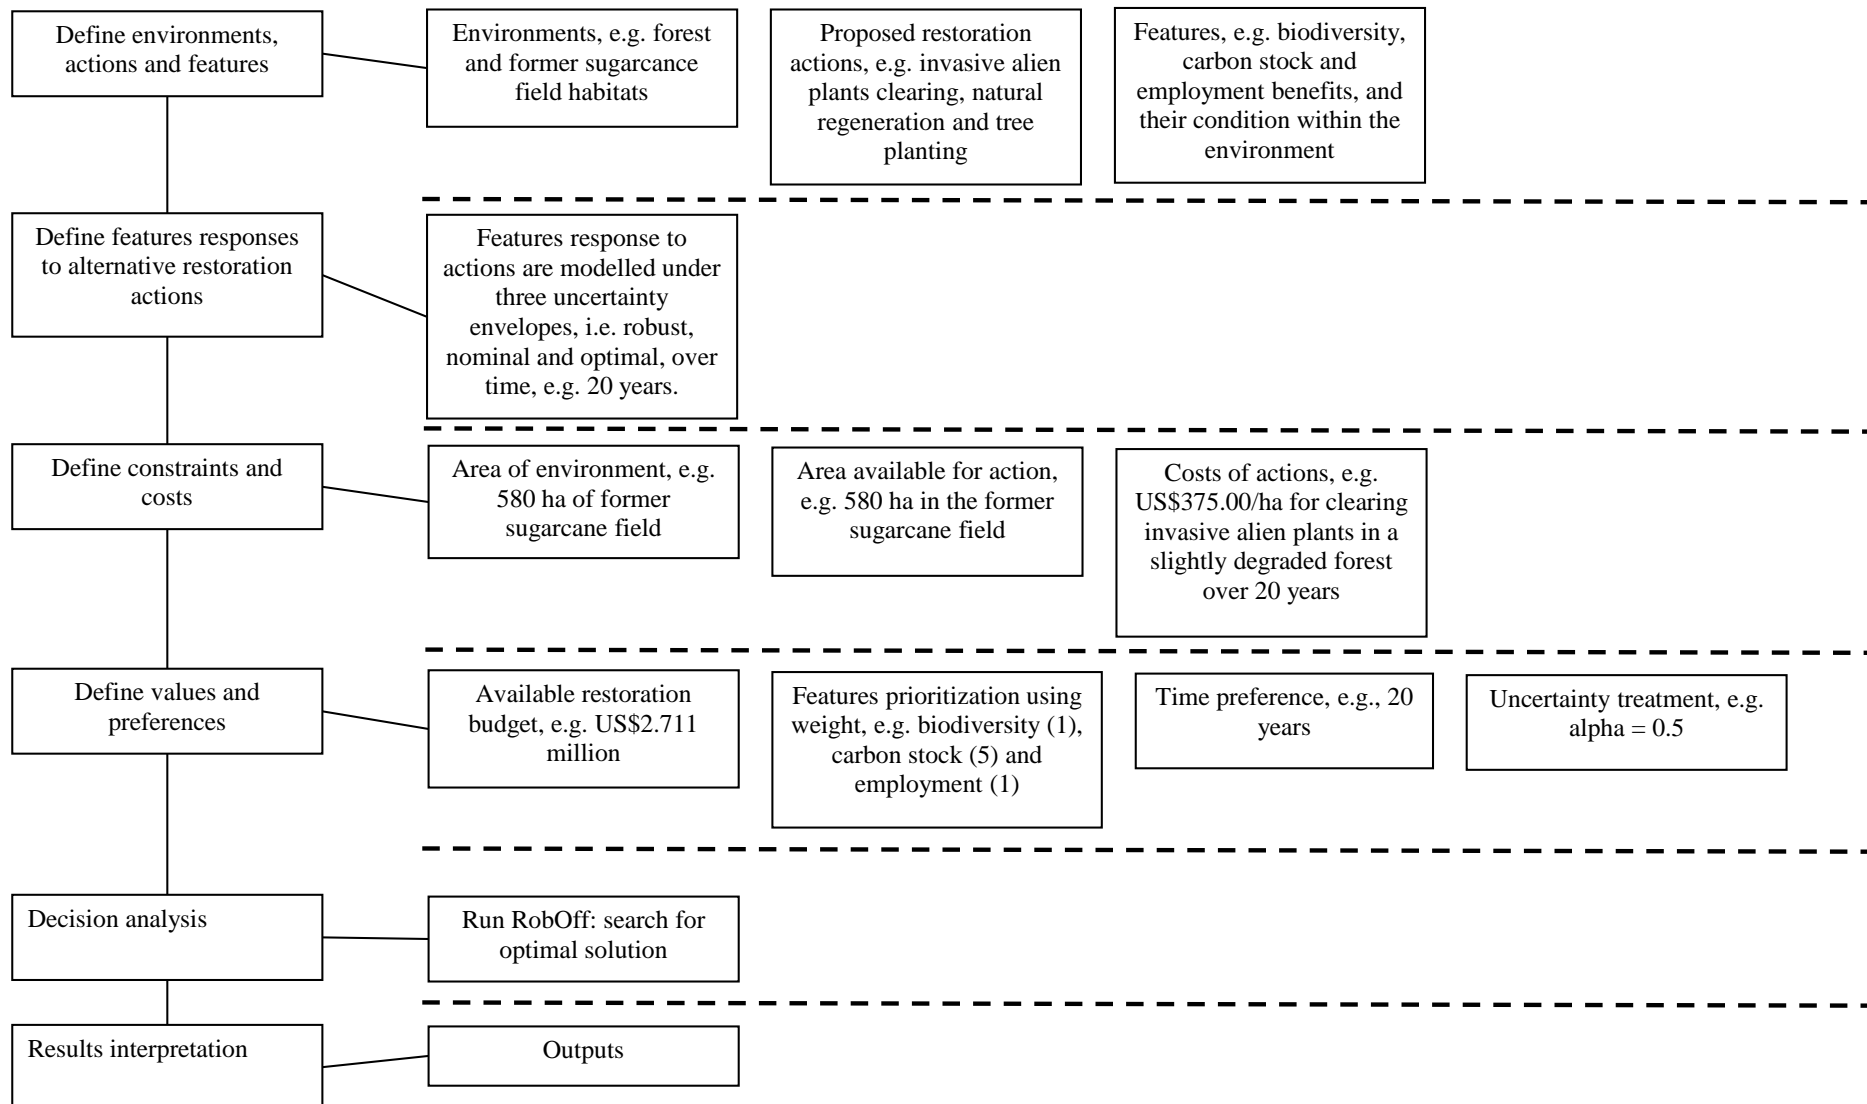 Define environments,
actions and features
Environments, e.g. forest
and former sugarcance
field habitats
Proposed restoration
actions, e.g. invasive alien
plants clearing, natural
regeneration and tree
planting
Features, e.g. biodiversity,
carbon stock and
employment benefits, and
their condition within the
environment
Define features responses
to alternative restoration
actions
Features response to
actions are modelled under
three uncertainty
envelopes, i.e. robust,
nominal and optimal, over
time, e.g. 20 years.
Define constraints and
costs
Area of environment, e.g.
580 ha of former
sugarcane field
Area available for action,
e.g. 580 ha in the former
sugarcane field
Costs of actions, e.g.
US$375.00/ha for clearing
invasive alien plants in a
slightly degraded forest
over 20 years
Define values and
preferences
Available restoration
budget, e.g. US$2.711
million
Features prioritization using
weight, e.g. biodiversity (1),
carbon stock (5) and
employment (1)
Time preference, e.g., 20
years
Uncertainty treatment, e.g.
alpha = 0.5
Decision analysis
Run RobOff: search for
optimal solution
Results interpretation
Outputs